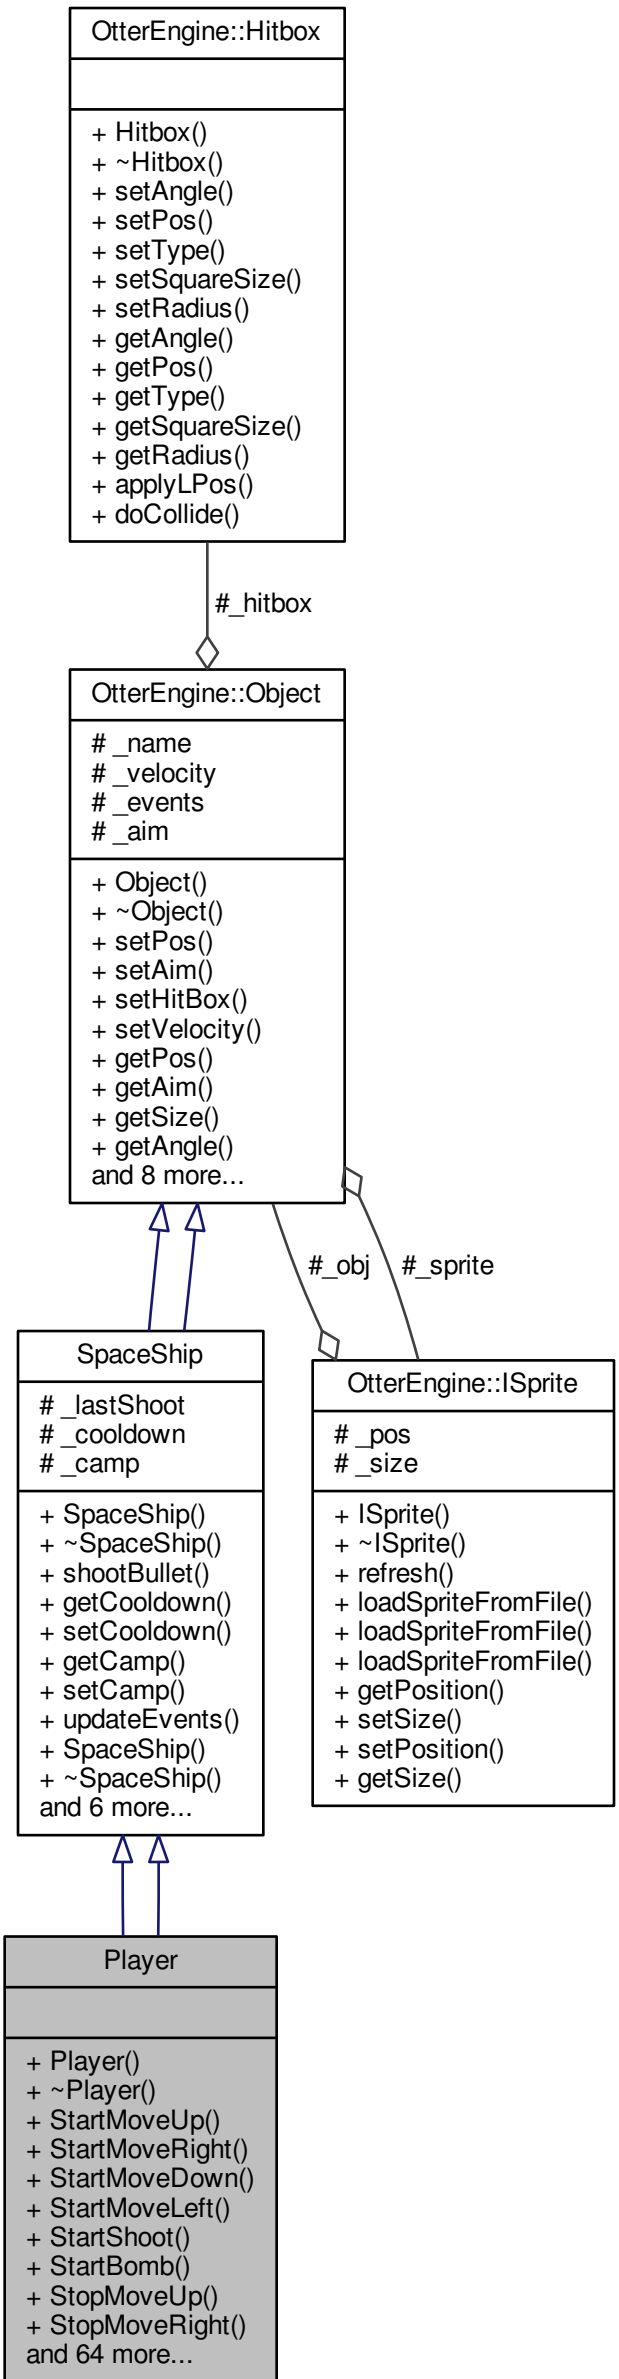 OtterEngine::Hitbox
+ Hitbox()
+ ~Hitbox()
+ setAngle()
+ setPos()
+ setType()
+ setSquareSize()
+ setRadius()
+ getAngle()
+ getPos()
+ getType()
+ getSquareSize()
+ getRadius()
+ applyLPos()
+ doCollide()
#_hitbox
OtterEngine::Object
# _name
# _velocity
# _events
# _aim
+ Object()
+ ~Object()
+ setPos()
+ setAim()
+ setHitBox()
+ setVelocity()
+ getPos()
+ getAim()
+ getSize()
+ getAngle()
and 8 more...
#_obj
#_sprite
SpaceShip
# _lastShoot
# _cooldown
# _camp
+ SpaceShip()
+ ~SpaceShip()
+ shootBullet()
+ getCooldown()
+ setCooldown()
+ getCamp()
+ setCamp()
+ updateEvents()
+ SpaceShip()
+ ~SpaceShip()
and 6 more...
OtterEngine::ISprite
# _pos
# _size
+ ISprite()
+ ~ISprite()
+ refresh()
+ loadSpriteFromFile()
+ loadSpriteFromFile()
+ loadSpriteFromFile()
+ getPosition()
+ setSize()
+ setPosition()
+ getSize()
Player
+ Player()
+ ~Player()
+ StartMoveUp()
+ StartMoveRight()
+ StartMoveDown()
+ StartMoveLeft()
+ StartShoot()
+ StartBomb()
+ StopMoveUp()
+ StopMoveRight()
and 64 more...